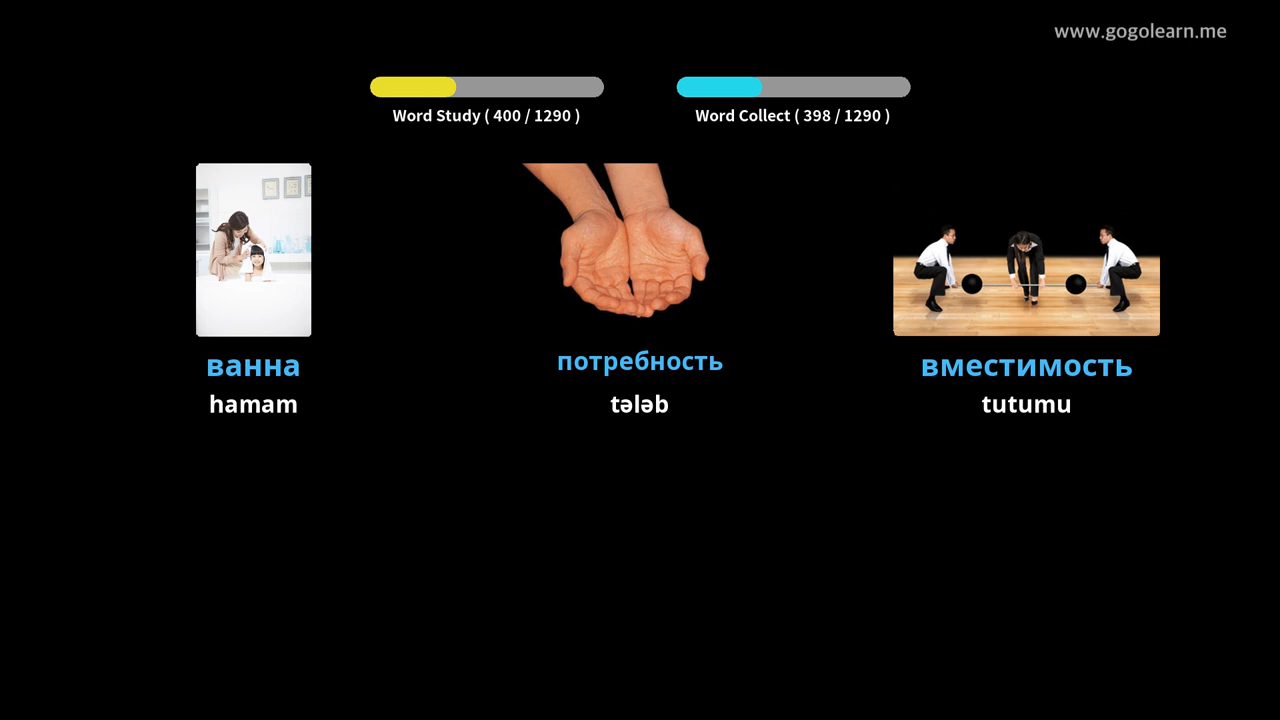 www.gogolearn.me
Word Study ( 400 / 1290 )
Word Collect ( 398 / 1290 )
ванна
потребность
вместимость
hamam
tələb
tutumu